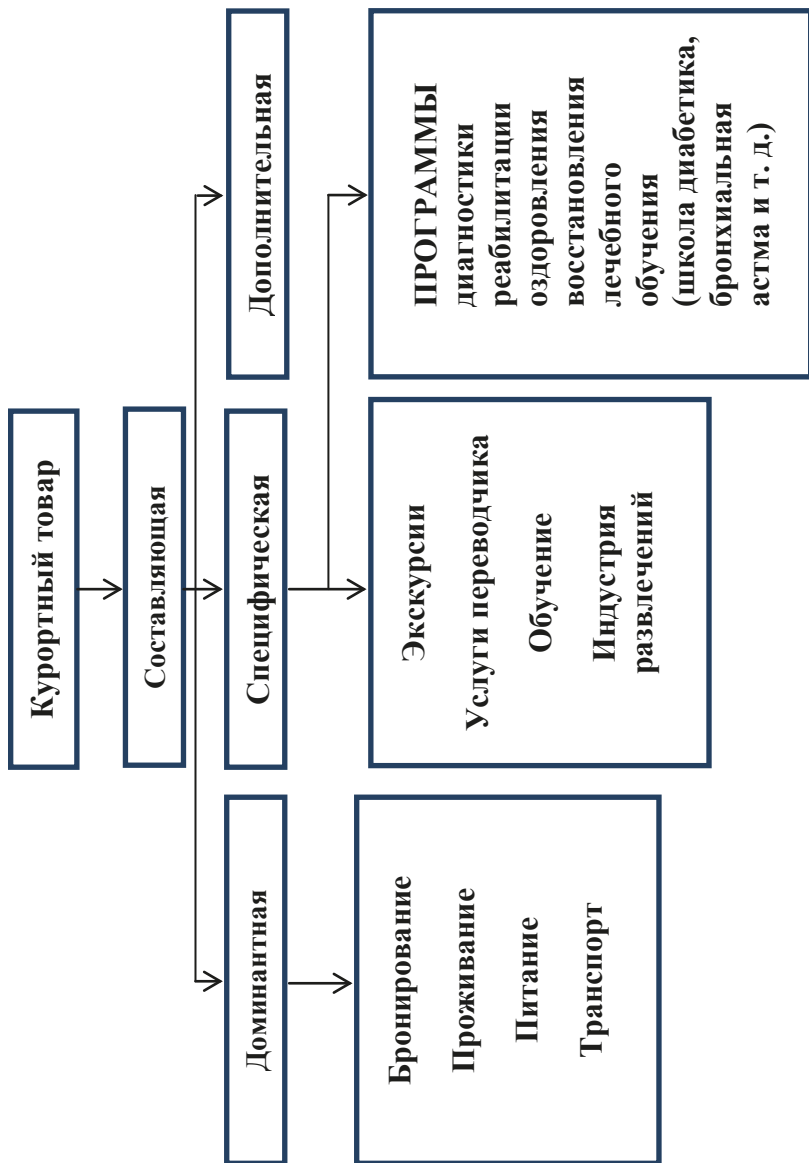 Курортный товар
Составляющая
Доминантная
Специфическая
Дополнительная
Бронирование
Проживание
Питание
Транспорт
Экскурсии
Услуги переводчика
Обучение
Индустрия
развлечений
ПРОГРАММЫ
диагностики
реабилитации
оздоровления
восстановления
лечебного
обучения
(школа диабетика,
бронхиальная
астма и т. д.)